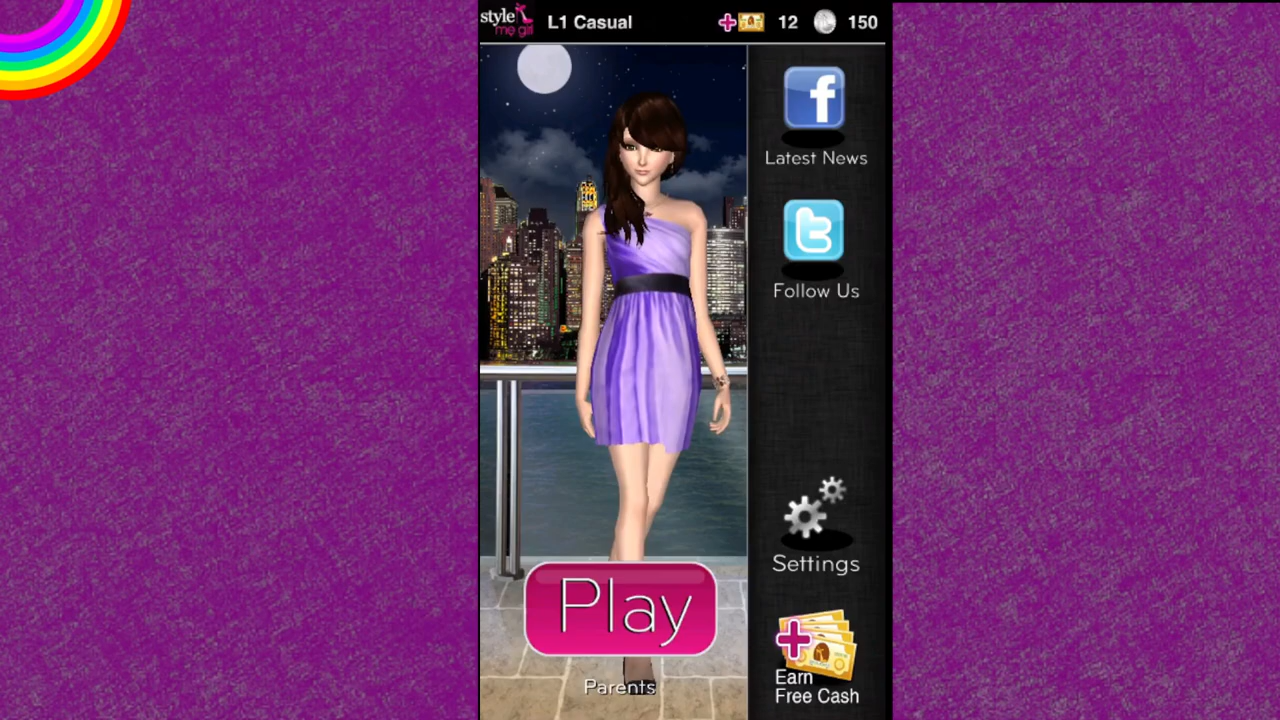 style
me girl
L1 Casual
12
150
Latest News
Follow Us
Settings
Play
Parents
Earn
Free Cash